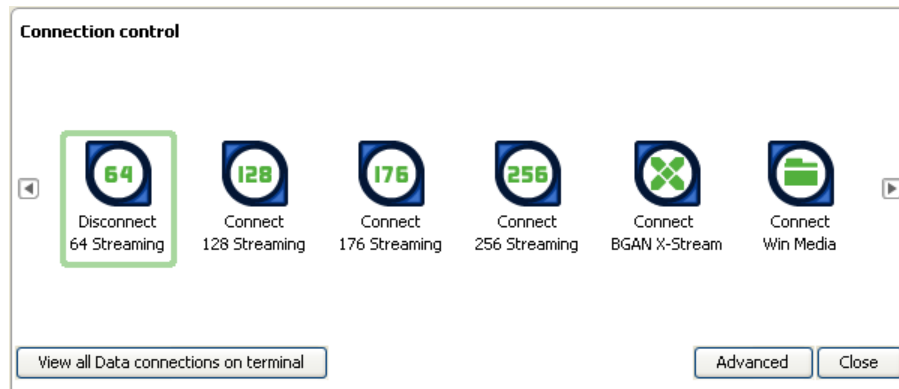 Connection control
64
128
176
256
Disconnect
64 Streaming
Connect
128 Streaming
Connect
176 Streaming
Connect
256 Streaming
Connect
BGAN X-Stream
Connect
Win Media
View all Data connections on terminal
Advanced
Close